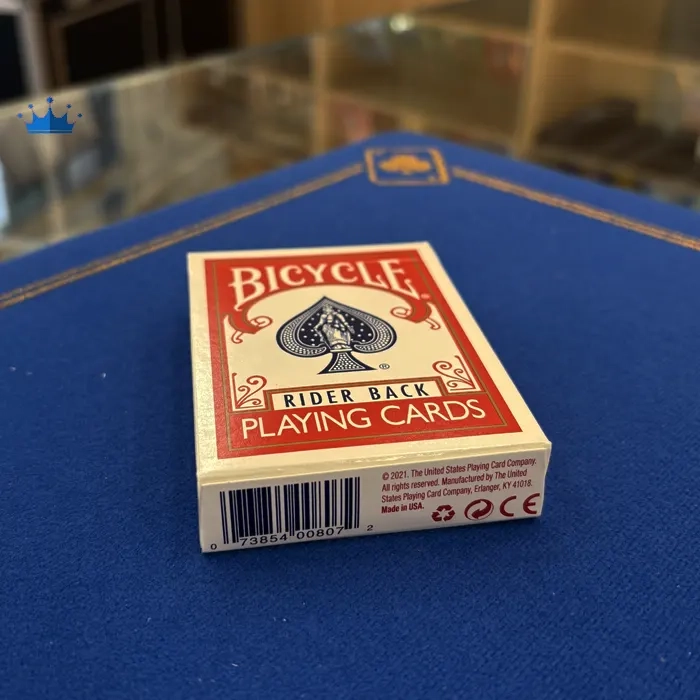 BICYCLE®
®
RIDER BACK
PLAYING CARDS
© 2021. The United States Playing Card Company.
All rights reserved. Manufactured by The United
States Playing Card Company, Erlanger, KY 41018.
Made in USA.
CE
0 73854 00807 2